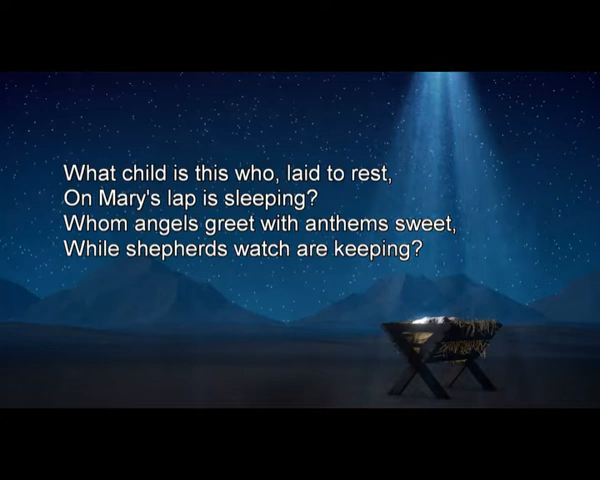 What child is this who, laid to rest,
On Mary's lap is sleeping?
Whom angels greet with anthems sweet,
While shepherds watch are keeping?